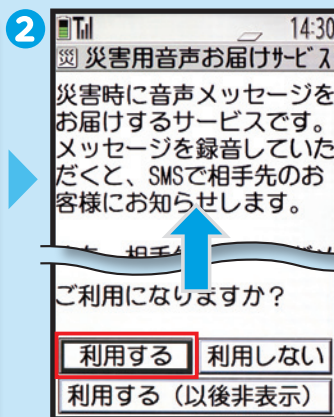 2
14:30
災 災害用音声お届けサービス
災害時に音声メッセージを
お届けするサービスです。
メッセージを録音していた
だくと、SMSで相手先のお
客様にお知らせします。
ご利用になりますか？
利用する 利用しない
利用する（以後非表示）